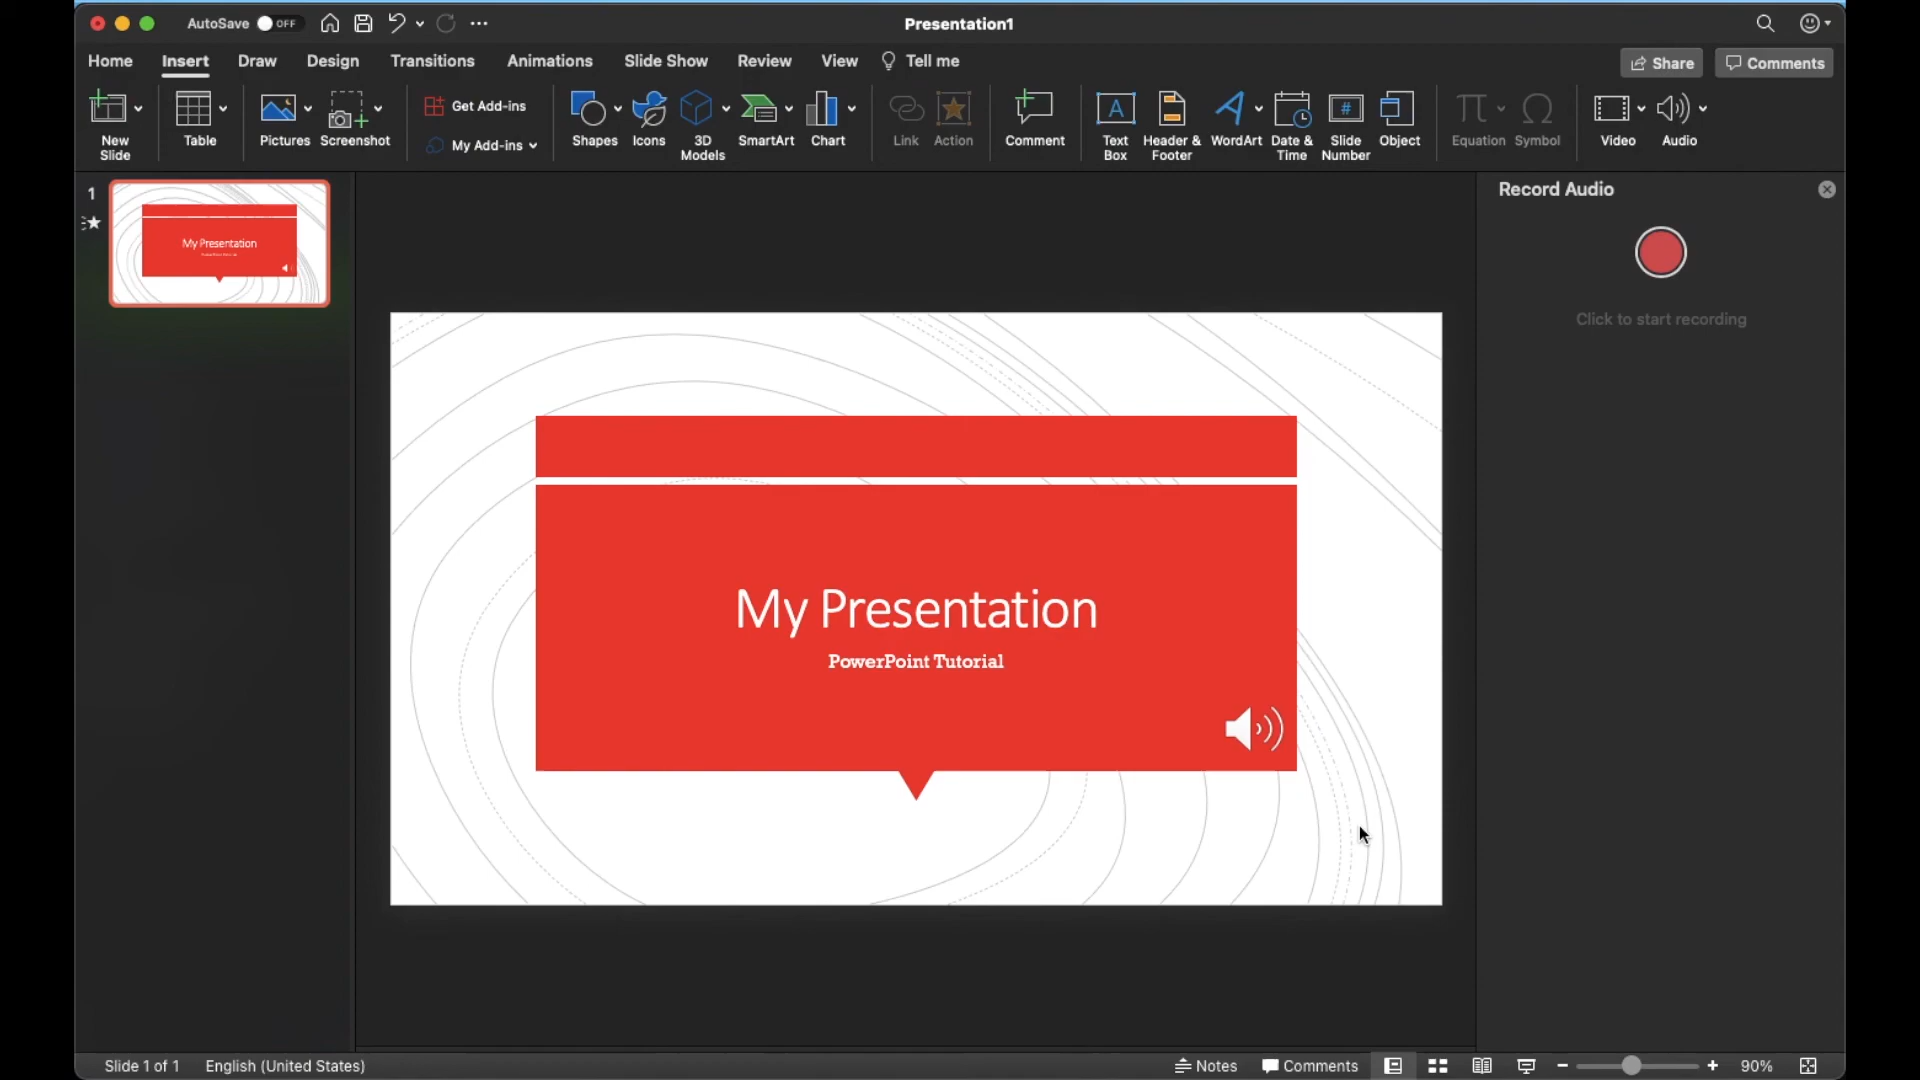 AutoSave OFF
Presentation1
Home Insert Draw Design Transitions Animations Slide Show Review View Tell me
Share Comments
New Slide
Table
Pictures
Screenshot
Get Add-ins
My Add-ins
Shapes
Icons
3D Models
SmartArt
Chart
Link
Action
Comment
Text Box
Header & Footer
WordArt
Date & Time
Slide Number
Object
Equation
Symbol
Video
Audio
1
My Presentation
Record Audio
Click to start recording
My Presentation
PowerPoint Tutorial
Slide 1 of 1 English (United States)
Notes Comments 90%